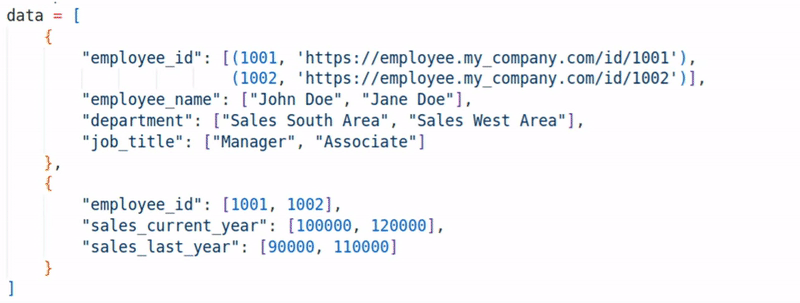 data = [
    {
        "employee_id": [(1001, 'https://employee.my_company.com/id/1001'),
                        (1002, 'https://employee.my_company.com/id/1002')],
        "employee_name": ["John Doe", "Jane Doe"],
        "department": ["Sales South Area", "Sales West Area"],
        "job_title": ["Manager", "Associate"]
    },
    {
        "employee_id": [1001, 1002],
        "sales_current_year": [100000, 120000],
        "sales_last_year": [90000, 110000]
    }
]